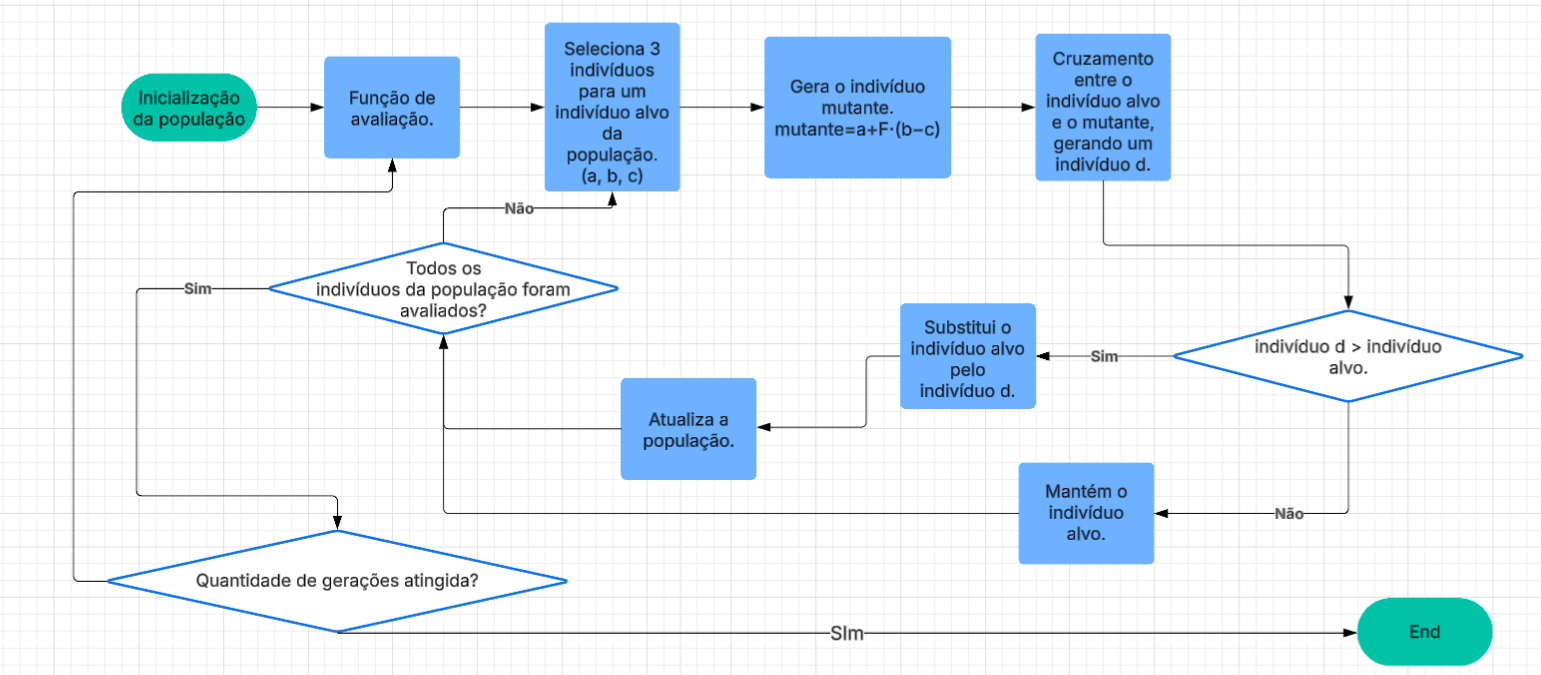 Inicialização
da população
Função de
avaliação.
Seleciona 3
indivíduos
para um
indivíduo alvo
da
população.
(a, b, c)
Gera o indivíduo
mutante.
mutante=a+F·(b−c)
Cruzamento
entre o
indivíduo alvo
e o mutante,
gerando um
indivíduo d.
Não
Todos os
indivíduos da população foram
avaliados?
Sim
Substitui o
indivíduo alvo
pelo
indivíduo d.
Sim
indivíduo d > indivíduo
alvo.
Atualiza a
população.
Mantém o
indivíduo
alvo.
Não
Quantidade de gerações atingida?
SIm
End